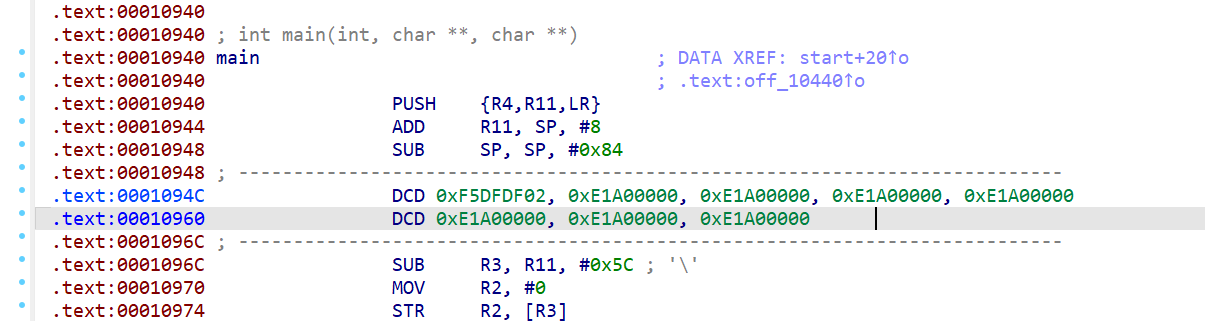 .text:00010940
.text:00010940 ; int main(int, char **, char **)
.text:00010940 main ; DATA XREF: start+20↑o
.text:00010940 ; .text:off_10440↑o
.text:00010940 PUSH {R4,R11,LR}
.text:00010944 ADD R11, SP, #8
.text:00010948 SUB SP, SP, #0x84
.text:00010948 ; ---------------------------------------------------------------------------
.text:0001094C DCD 0xF5DFDF02, 0xE1A00000, 0xE1A00000, 0xE1A00000, 0xE1A00000
.text:00010960 DCD 0xE1A00000, 0xE1A00000, 0xE1A00000
.text:0001096C ; ---------------------------------------------------------------------------
.text:0001096C SUB R3, R11, #0x5C ; '\'
.text:00010970 MOV R2, #0
.text:00010974 STR R2, [R3]